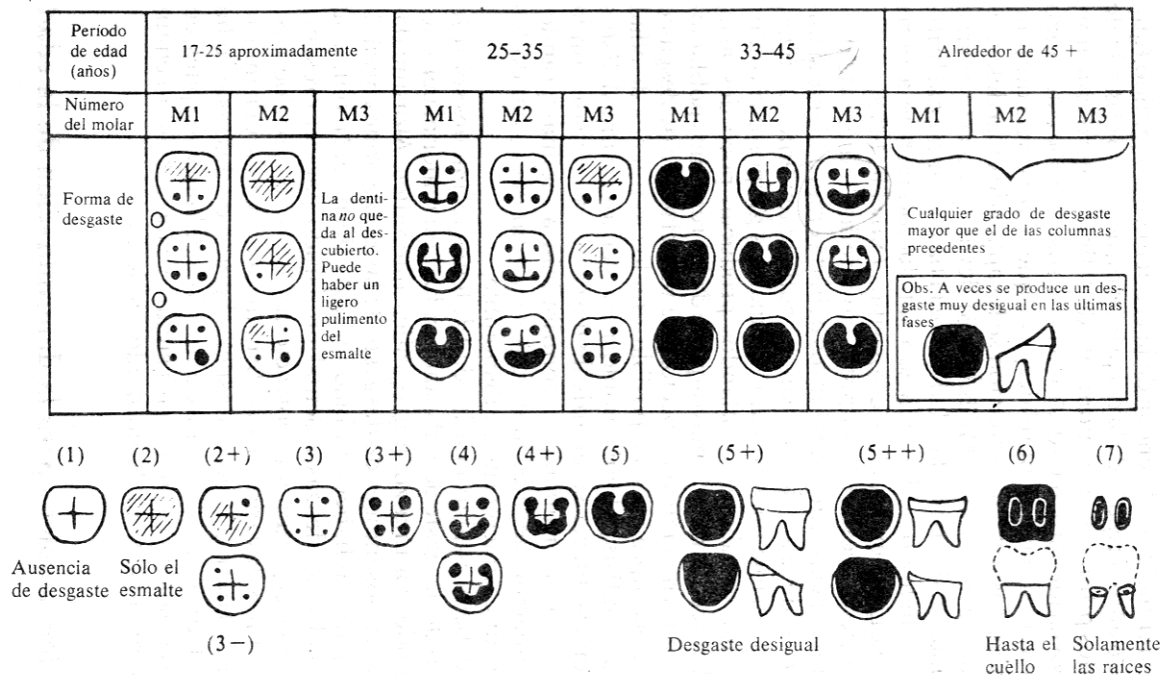 Período
de edad
(años)
17-25 aproximadamente
25–35
33–45
Alrededor de 45 +
Número
del molar
M1
M2
M3
M1
M2
M3
M1
M2
M3
M1
M2
M3
Forma de
desgaste
La denti-
na no que-
da al des-
cubierto.
Puede
haber un
ligero
pulimento
del
esmalte
Cualquier grado de desgaste
mayor que el de las columnas
precedentes
Obs. A veces se produce un des-
gaste muy desigual en las ultimas
fases
(1)
(2)
(2+)
(3)
(3+)
(4)
(4+)
(5)
(5+)
(5++)
(6)
(7)
Ausencia
de desgaste
Sólo el
esmalte
(3−)
Desgaste desigual
Hasta el
cuello
Solamente
las raices